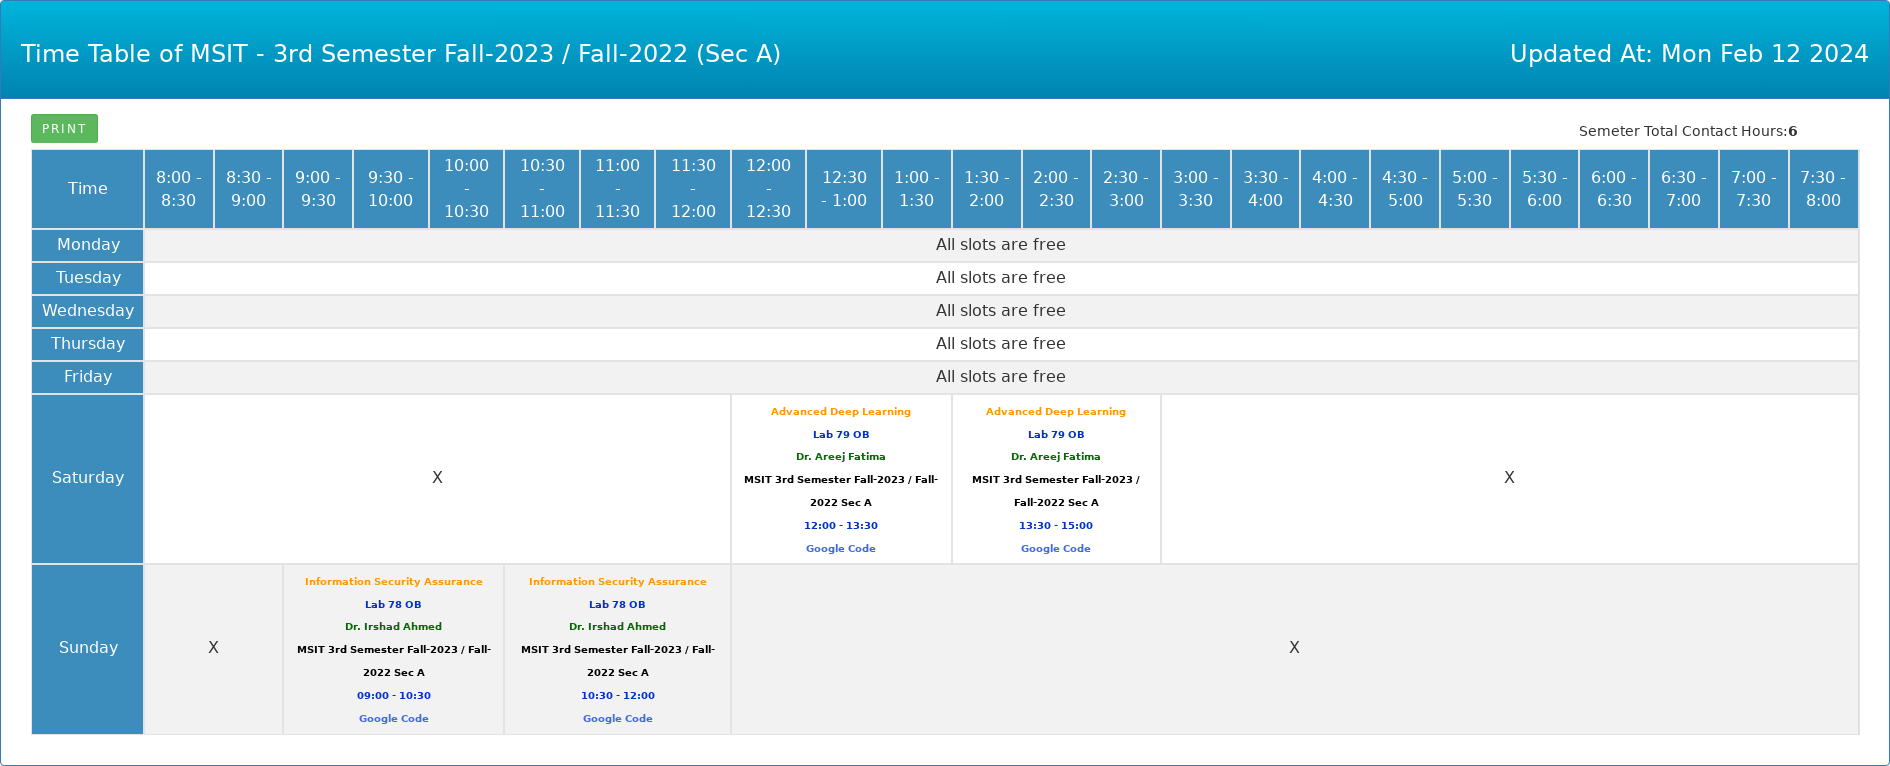 Time Table of MSIT - 3rd Semester Fall-2023 / Fall-2022 (Sec A)
Updated At: Mon Feb 12 2024
PRINT
Semeter Total Contact Hours:6
Time
8:00 - 8:30
8:30 - 9:00
9:00 - 9:30
9:30 - 10:00
10:00 - 10:30
10:30 - 11:00
11:00 - 11:30
11:30 - 12:00
12:00 - 12:30
12:30 - 1:00
1:00 - 1:30
1:30 - 2:00
2:00 - 2:30
2:30 - 3:00
3:00 - 3:30
3:30 - 4:00
4:00 - 4:30
4:30 - 5:00
5:00 - 5:30
5:30 - 6:00
6:00 - 6:30
6:30 - 7:00
7:00 - 7:30
7:30 - 8:00
Monday
All slots are free
Tuesday
All slots are free
Wednesday
All slots are free
Thursday
All slots are free
Friday
All slots are free
Saturday
X
Advanced Deep Learning
Lab 79 OB
Dr. Areej Fatima
MSIT 3rd Semester Fall-2023 / Fall-
2022 Sec A
12:00 - 13:30
Google Code
Advanced Deep Learning
Lab 79 OB
Dr. Areej Fatima
MSIT 3rd Semester Fall-2023 /
Fall-2022 Sec A
13:30 - 15:00
Google Code
X
Sunday
X
Information Security Assurance
Lab 78 OB
Dr. Irshad Ahmed
MSIT 3rd Semester Fall-2023 / Fall-
2022 Sec A
09:00 - 10:30
Google Code
Information Security Assurance
Lab 78 OB
Dr. Irshad Ahmed
MSIT 3rd Semester Fall-2023 / Fall-
2022 Sec A
10:30 - 12:00
Google Code
X